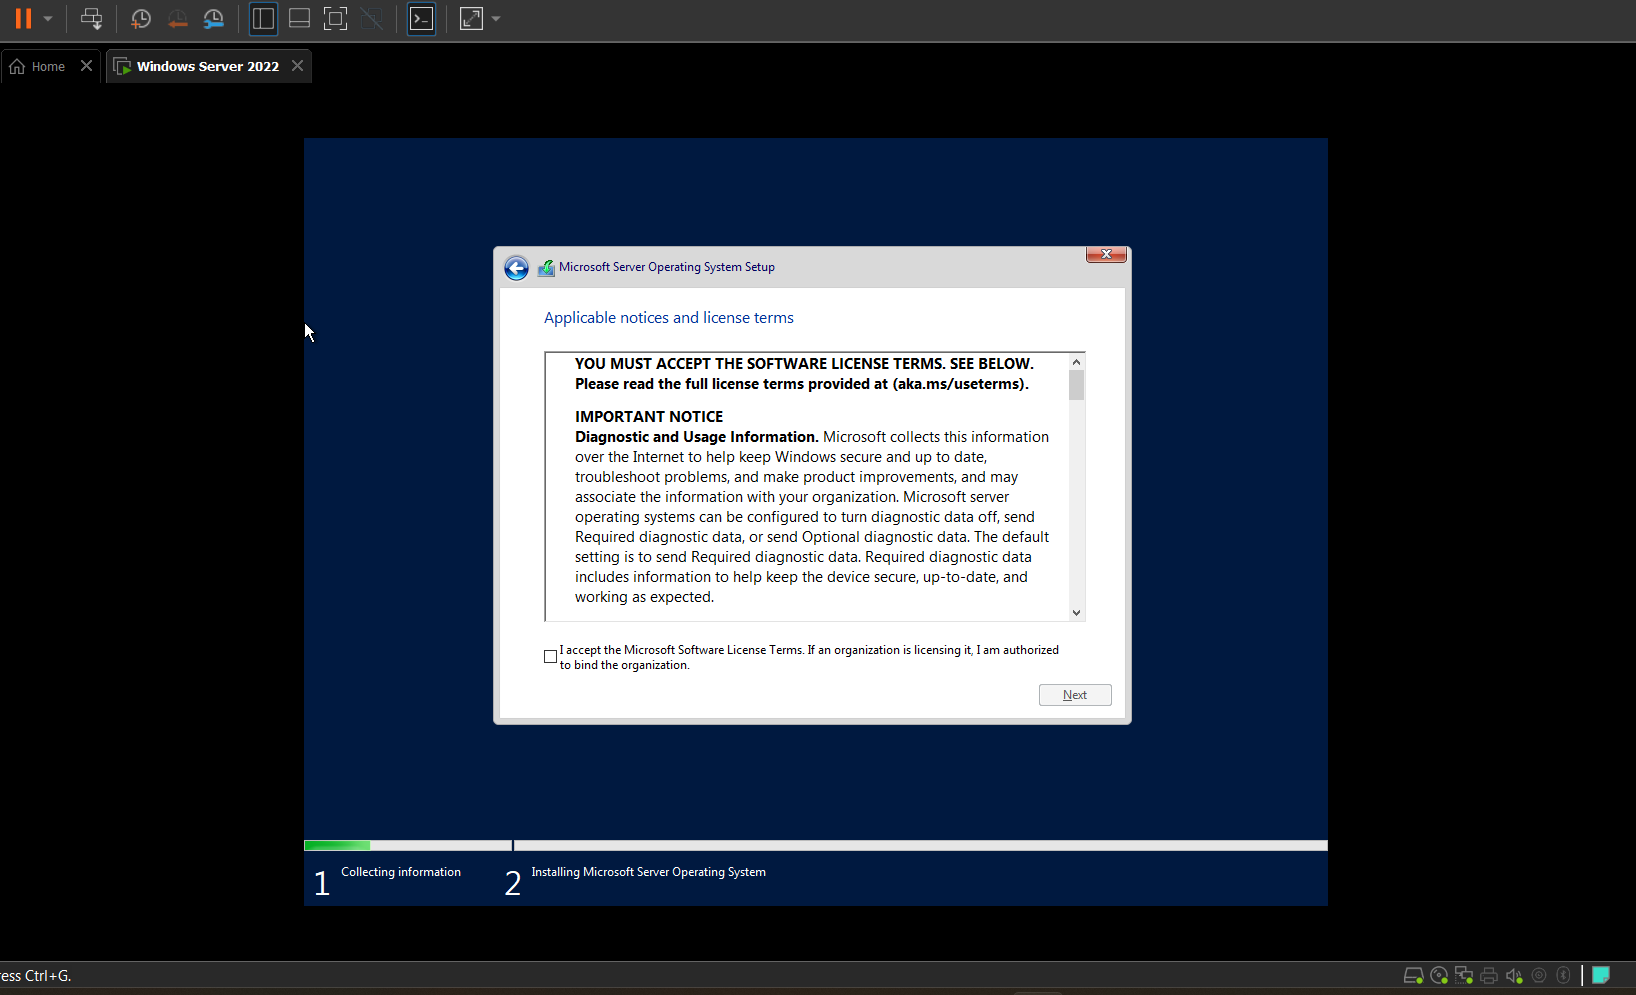 Home
Windows Server 2022
Microsoft Server Operating System Setup
Applicable notices and license terms
YOU MUST ACCEPT THE SOFTWARE LICENSE TERMS. SEE BELOW.
Please read the full license terms provided at (aka.ms/useterms).
IMPORTANT NOTICE
Diagnostic and Usage Information. Microsoft collects this information
over the Internet to help keep Windows secure and up to date,
troubleshoot problems, and make product improvements, and may
associate the information with your organization. Microsoft server
operating systems can be configured to turn diagnostic data off, send
Required diagnostic data, or send Optional diagnostic data. The default
setting is to send Required diagnostic data. Required diagnostic data
includes information to help keep the device secure, up-to-date, and
working as expected.
I accept the Microsoft Software License Terms. If an organization is licensing it, I am authorized
to bind the organization.
Next
1 Collecting information
2 Installing Microsoft Server Operating System
ess Ctrl+G.